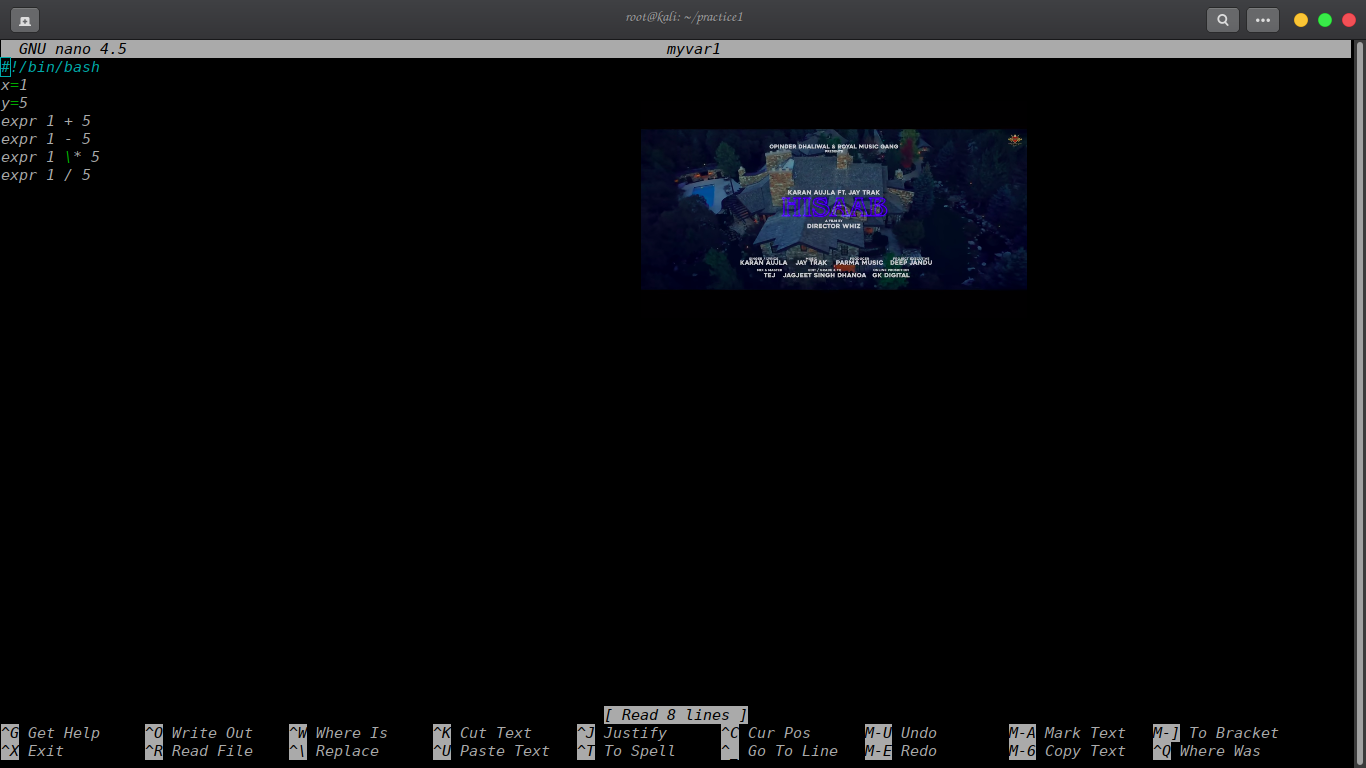 root@kali: ~/practice1
GNU nano 4.5 myvar1
#!/bin/bash
x=1
y=5
expr 1 + 5
expr 1 - 5
expr 1 \* 5
expr 1 / 5
OPINDER DHALIWAL & ROYAL MUSIC GANG
PRESENTS
KARAN AUJLA FT. JAY TRAK
HISAAB
A FILM BY
DIRECTOR WHIZ
KARAN AUJLA JAY TRAK PARMA MUSIC DEEP JANDU
TEJ JAGJEET SINGH DHANOA GK DIGITAL
[ Read 8 lines ]
^G Get Help ^O Write Out ^W Where Is ^K Cut Text ^J Justify ^C Cur Pos M-U Undo M-A Mark Text M-] To Bracket
^X Exit ^R Read File ^\ Replace ^U Paste Text ^T To Spell ^_ Go To Line M-E Redo M-6 Copy Text ^Q Where Was